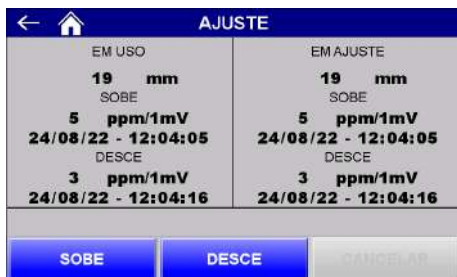 AJUSTE
EM USO
19 mm
SOBE
5 ppm/1mV
24/08/22 - 12:04:05
DESCE
3 ppm/1mV
24/08/22 - 12:04:16
EM AJUSTE
19 mm
SOBE
5 ppm/1mV
24/08/22 - 12:04:05
DESCE
3 ppm/1mV
24/08/22 - 12:04:16
SOBE
DESCE
CANCELAR